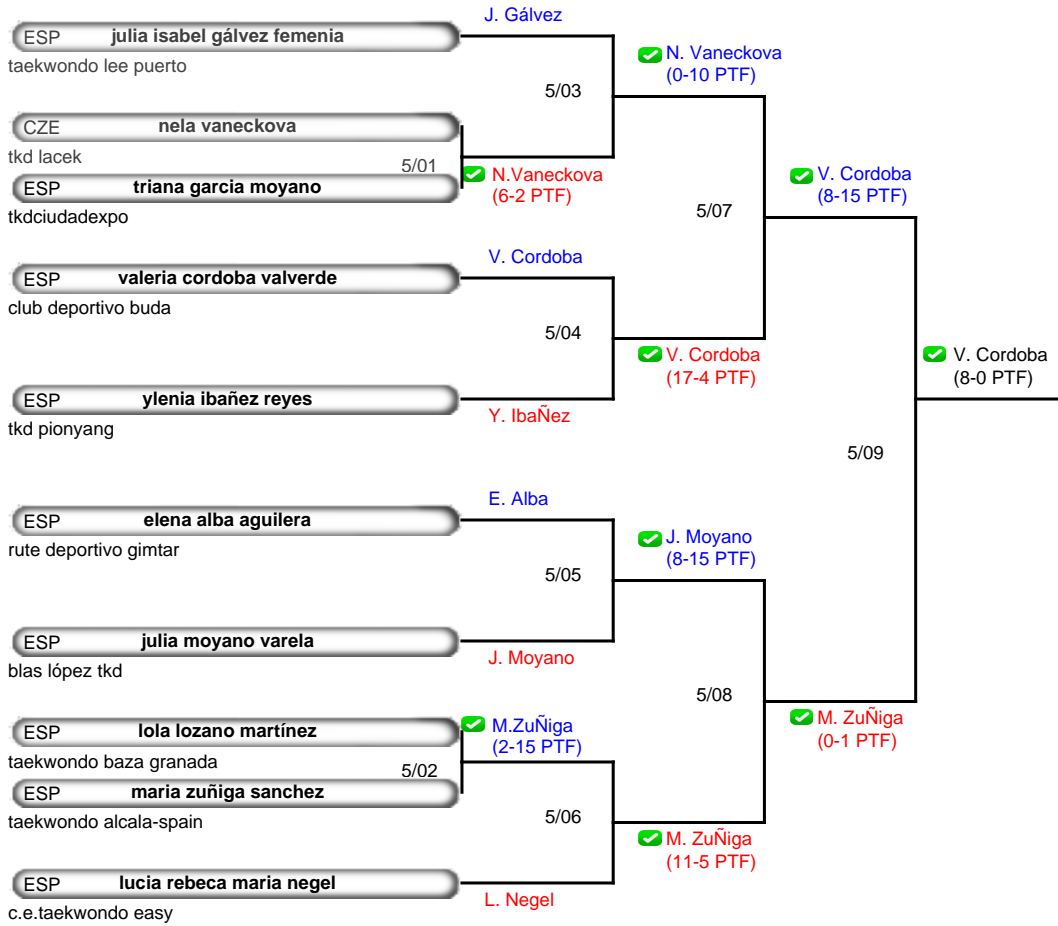 J. Gálvez
ESP julia isabel gálvez femenia
taekwondo lee puerto
N. Vaneckova
(0-10 PTF)
5/03
CZE nela vaneckova
tkd lacek
5/01
ESP triana garcia moyano
tkdciudadexpo
N.Vaneckova
(6-2 PTF)
V. Cordoba
(8-15 PTF)
5/07
V. Cordoba
ESP valeria cordoba valverde
club deportivo buda
5/04
V. Cordoba
(17-4 PTF)
V. Cordoba
(8-0 PTF)
ESP ylenia ibañez reyes
tkd pionyang
Y. IbaÑez
5/09
E. Alba
ESP elena alba aguilera
rute deportivo gimtar
J. Moyano
(8-15 PTF)
5/05
ESP julia moyano varela
blas lópez tkd
J. Moyano
5/08
M. ZuÑiga
(0-1 PTF)
ESP lola lozano martínez
taekwondo baza granada
M.ZuÑiga
(2-15 PTF)
5/02
ESP maria zuñiga sanchez
taekwondo alcala-spain
5/06
M. ZuÑiga
(11-5 PTF)
ESP lucia rebeca maria negel
c.e.taekwondo easy
L. Negel